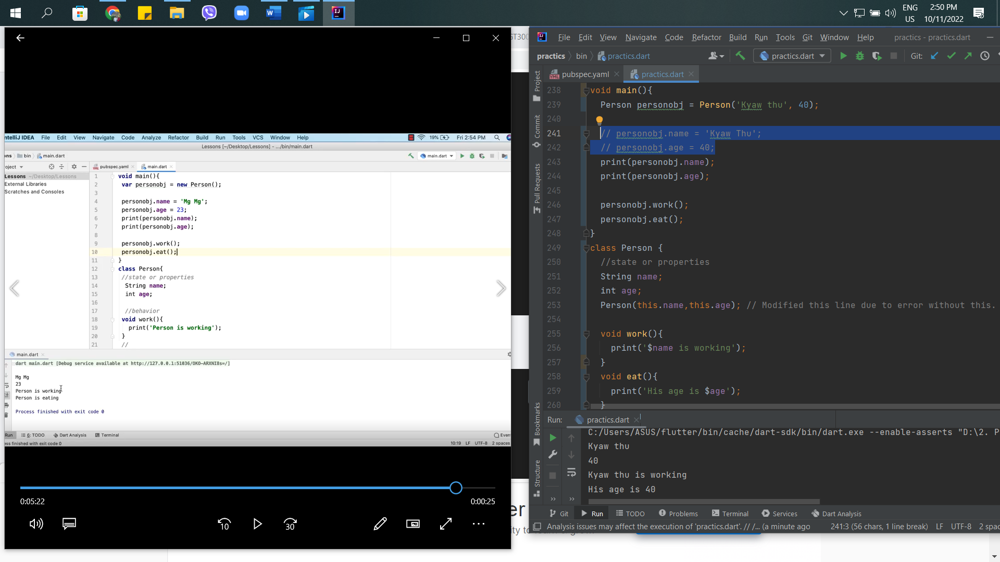 ENG
US
2:50 PM
10/11/2022
GT300
IntelliJ IDEA File Edit View Navigate Code Analyze Refactor Build Run Tools VCS Window Help
19% Fri 2:54 PM
Lessons [~/Desktop/Lessons] - .../bin/main.dart
ons bin main.dart
main.dart
oject
pubspec.yaml main.dart
Lessons ~/Desktop/Lessons
External Libraries
Scratches and Consoles
1 void main(){
2 var personobj = new Person();
3
4 personobj.name = 'Mg Mg';
5 personobj.age = 23;
6 print(personobj.name);
7 print(personobj.age);
8
9 personobj.work();
10 personobj.eat();
11 }
12 class Person{
13 //state or properties
14 String name;
15 int age;
16
17 //behavior
18 void work(){
19 print('Person is working');
20 }
21 //
main.dart
dart main.dart [Debug service available at http://127.0.0.1:51036/OKO-ARXNI8s=/]
Mg Mg
23
Person is working
Person is eating
Process finished with exit code 0
Run 6: TODO Dart Analysis Terminal Even
ess finished with exit code 0
10:19 LF UTF-8 2 spaces
0:05:22
0:00:25
10
30
er
ity to
File Edit View Navigate Code Refactor Build Run Tools Git Window Help practics - practics.dart
practics bin practics.dart
practics.dart
Git:
pubspec.yaml practics.dart
Project
Commit
Pull Requests
Bookmarks
Structure
238 void main(){
239 Person personobj = Person('Kyaw thu', 40);
240
241 // personobj.name = 'Kyaw Thu';
242 // personobj.age = 40;
243 print(personobj.name);
244 print(personobj.age);
245
246 personobj.work();
247 personobj.eat();
248 }
249 class Person {
250 //state or properties
251 String name;
252 int age;
253 Person(this.name,this.age); // Modified this line due to error without this.
254
255 void work(){
256 print('$name is working');
257 }
258 void eat(){
259 print('His age is $age');
260 }
Run: practics.dart
C:/Users/ASUS/flutter/bin/cache/dart-sdk/bin/dart.exe --enable-asserts "D:\2. P
Kyaw thu
40
Kyaw thu is working
His age is 40
Git Run TODO Problems Terminal Services Dart Analysis
Analysis issues may affect the execution of 'practics.dart'. // /... (a minute ago
241:3 (56 chars, 1 line break) LF UTF-8 2 spac